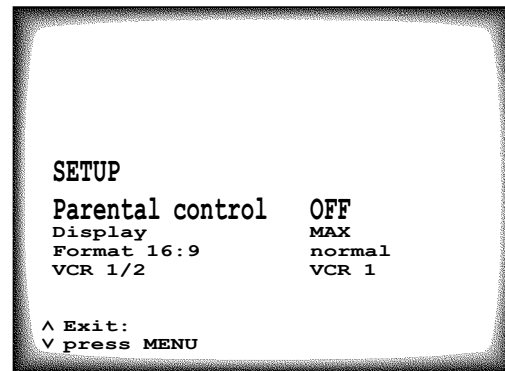 SETUP
Parental control OFF
Display MAX
Format 16:9 normal
VCR 1/2 VCR 1
∧ Exit:
∨ press MENU